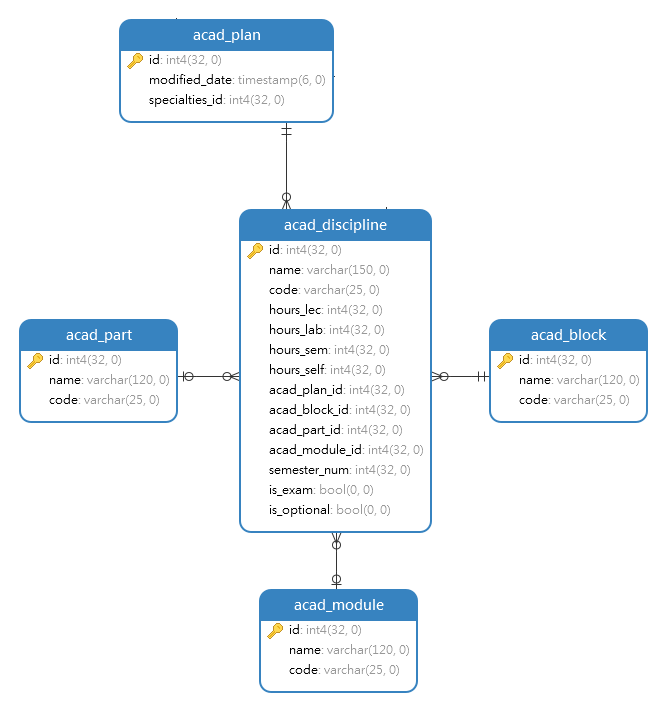 acad_plan
id: int4(32, 0)
modified_date: timestamp(6, 0)
specialties_id: int4(32, 0)
acad_discipline
id: int4(32, 0)
name: varchar(150, 0)
code: varchar(25, 0)
hours_lec: int4(32, 0)
hours_lab: int4(32, 0)
hours_sem: int4(32, 0)
hours_self: int4(32, 0)
acad_plan_id: int4(32, 0)
acad_block_id: int4(32, 0)
acad_part_id: int4(32, 0)
acad_module_id: int4(32, 0)
semester_num: int4(32, 0)
is_exam: bool(0, 0)
is_optional: bool(0, 0)
acad_part
id: int4(32, 0)
name: varchar(120, 0)
code: varchar(25, 0)
acad_block
id: int4(32, 0)
name: varchar(120, 0)
code: varchar(25, 0)
acad_module
id: int4(32, 0)
name: varchar(120, 0)
code: varchar(25, 0)